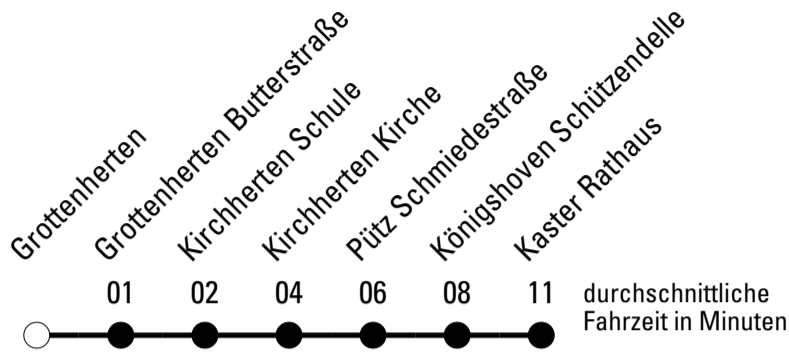 Grottenherten
Grottenherten Butterstraße
Kirchherten Schule
Kirchherten Kirche
Pütz Schmiedestraße
Königshoven Schützendelle
Kaster Rathaus
01 02 04 06 08 11
durchschnittliche
Fahrzeit in Minuten